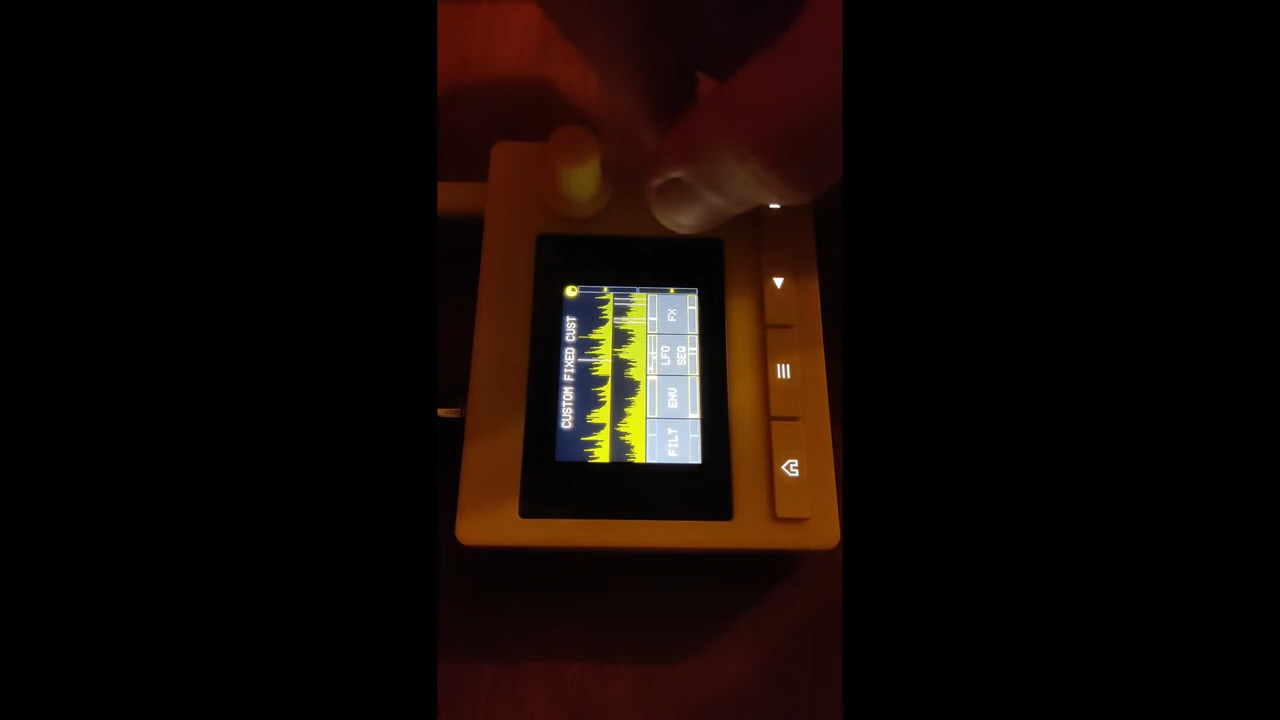 CUSTOM FIXED CUST
FILT
ENV
LFO
SEQ
FX